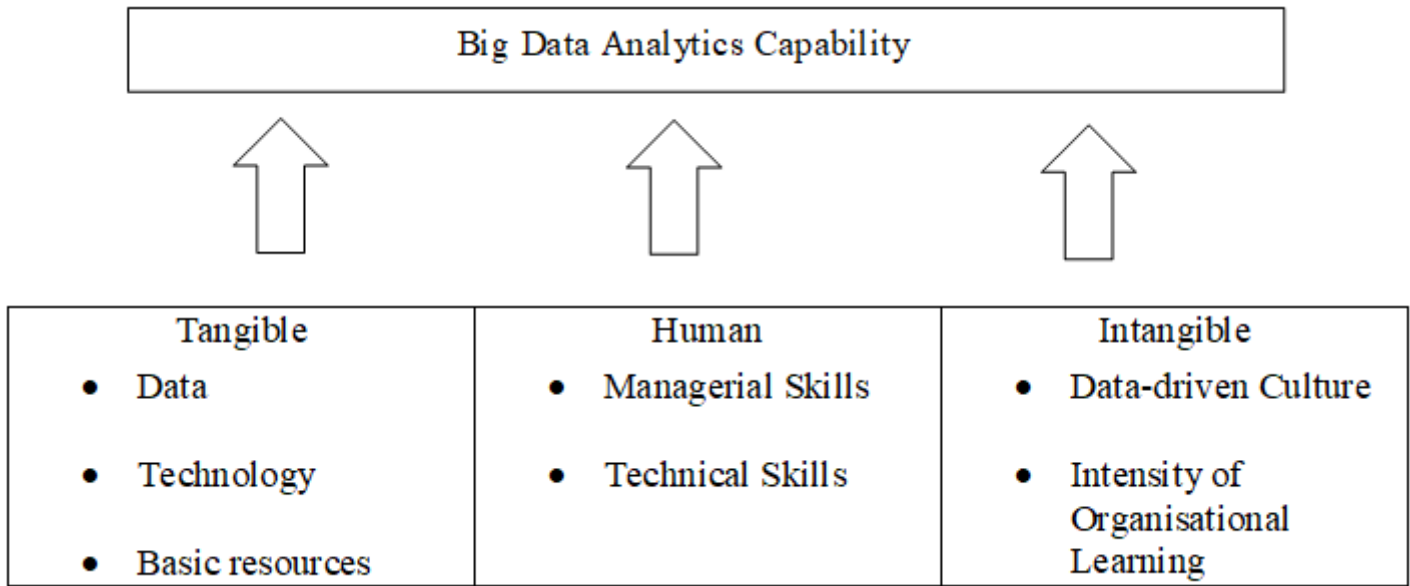 Big Data Analytics Capability
Tangible
● Data
● Technology
● Basic resources
Human
● Managerial Skills
● Technical Skills
Intangible
● Data-driven Culture
● Intensity of
Organisational
Learning